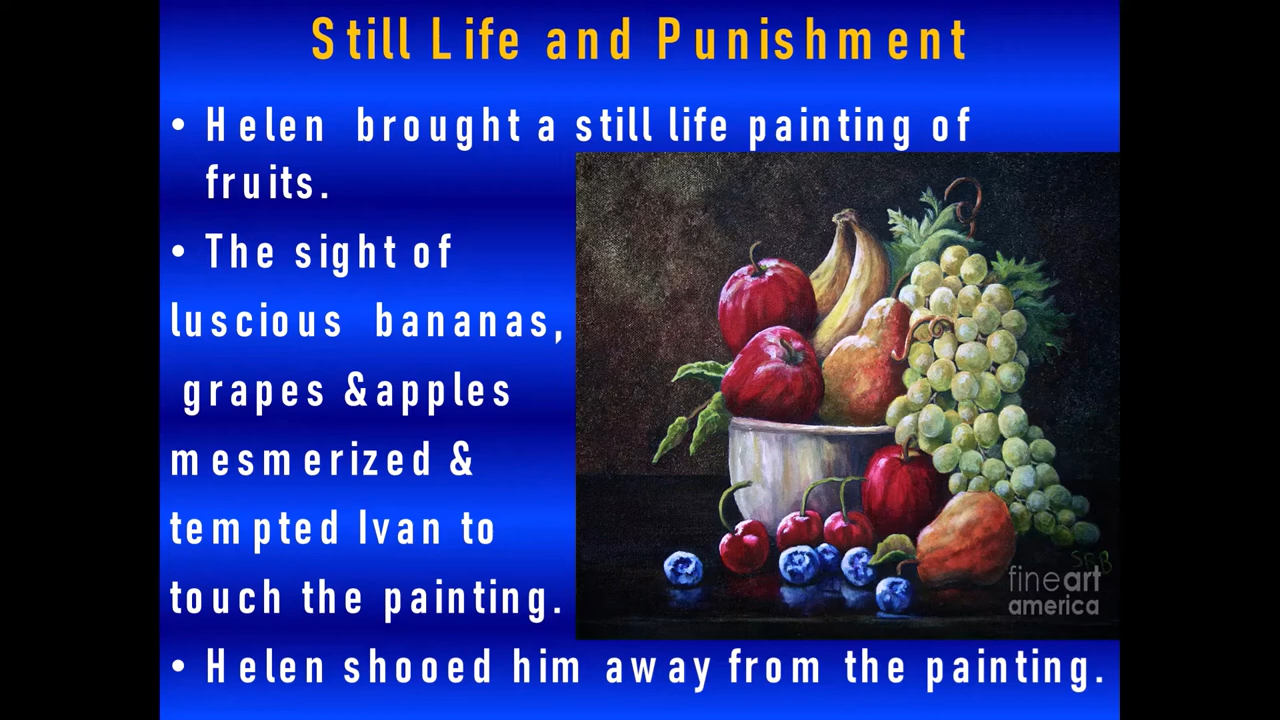 Still Life and Punishment
• Helen brought a still life painting of
fruits.
• The sight of
luscious bananas,
grapes &apples
mesmerized &
tempted Ivan to
touch the painting.
SRB
fineart
america
• Helen shooed him away from the painting.